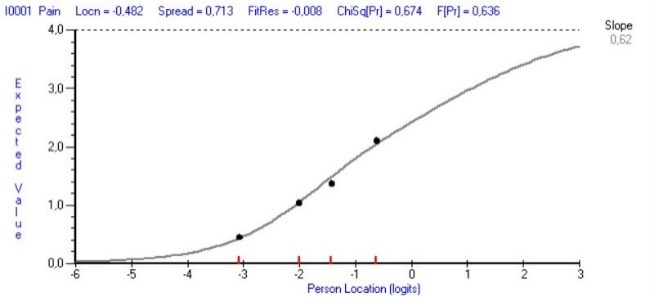 I0001 Pain Locn = -0,482 Spread = 0,713 FitRes = -0,008 ChiSq[Pr] = 0,674 F[Pr] = 0,636
Slope
0,62
Expected Value
4,0
3,0
2,0
1,0
0,0
-6 -5 -4 -3 -2 -1 0 1 2 3
Person Location (logits)